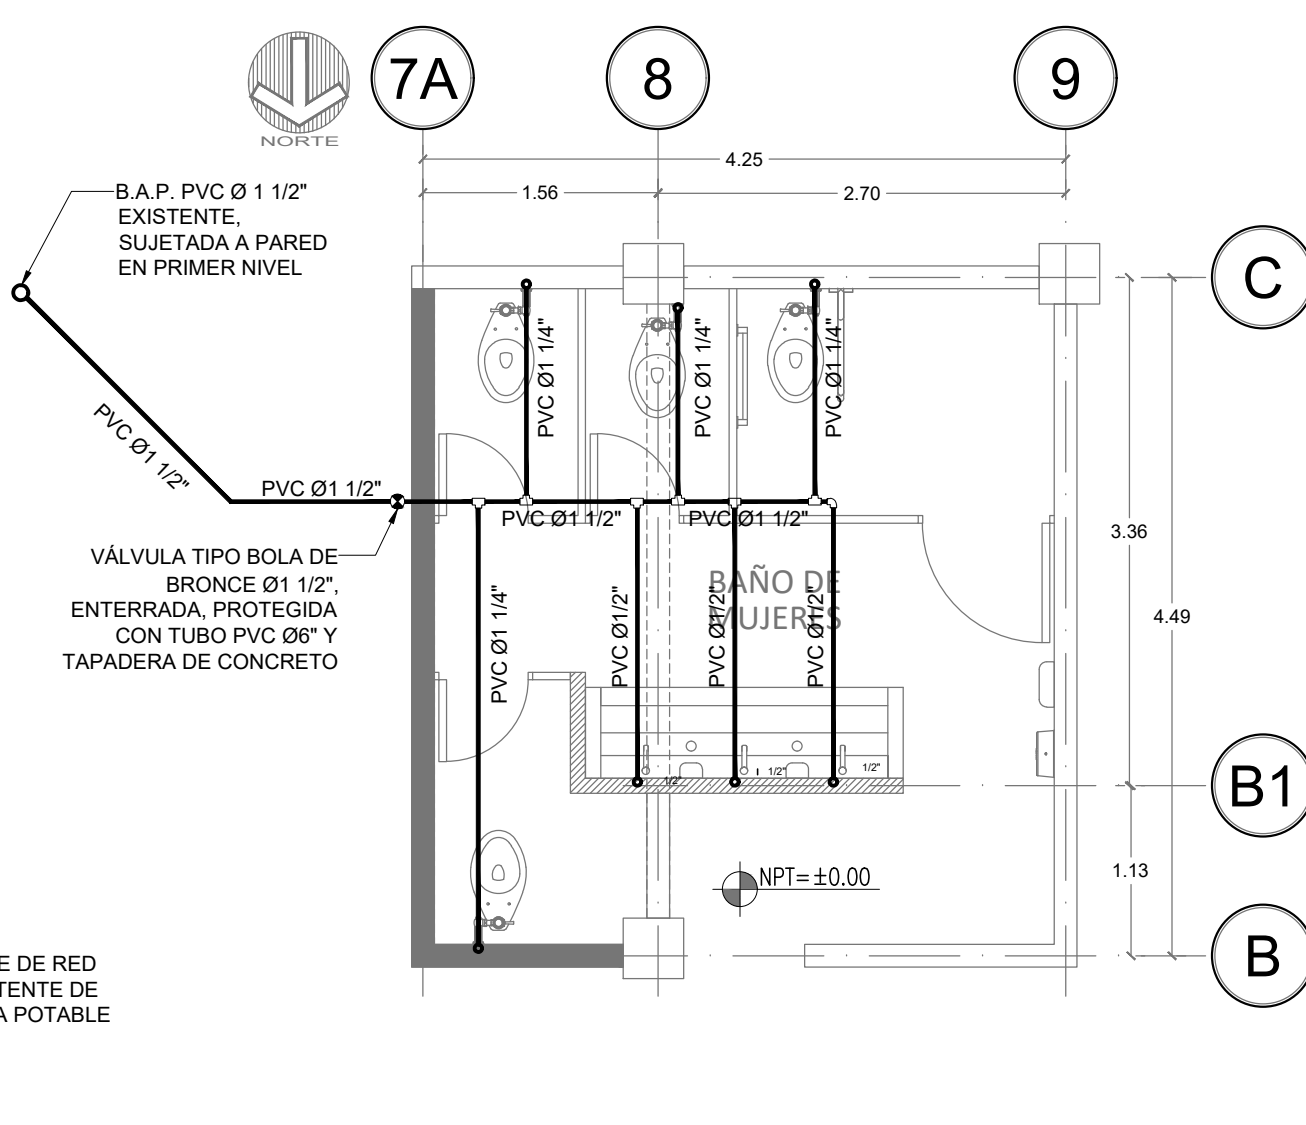 7A
8
9
NORTE
4.25
1.56
2.70
B.A.P. PVC Ø 1 1/2"
EXISTENTE,
SUJETADA A PARED
EN PRIMER NIVEL
C
PVC Ø1 1/4"
PVC Ø1 1/4"
PVC Ø1 1/4"
PVC Ø1 1/2"
PVC Ø1 1/2"
PVC Ø1 1/2"
PVC Ø1 1/2"
3.36
4.49
VÁLVULA TIPO BOLA DE
BRONCE Ø1 1/2",
ENTERRADA, PROTEGIDA
CON TUBO PVC Ø6" Y
TAPADERA DE CONCRETO
BAÑO DE
MUJERES
PVC Ø1 1/4"
PVC Ø1/2"
PVC Ø1/2"
PVC Ø1/2"
1/2"
1/2"
1/2"
B1
1.13
NPT=±0.00
B
E DE RED
TENTE DE
A POTABLE